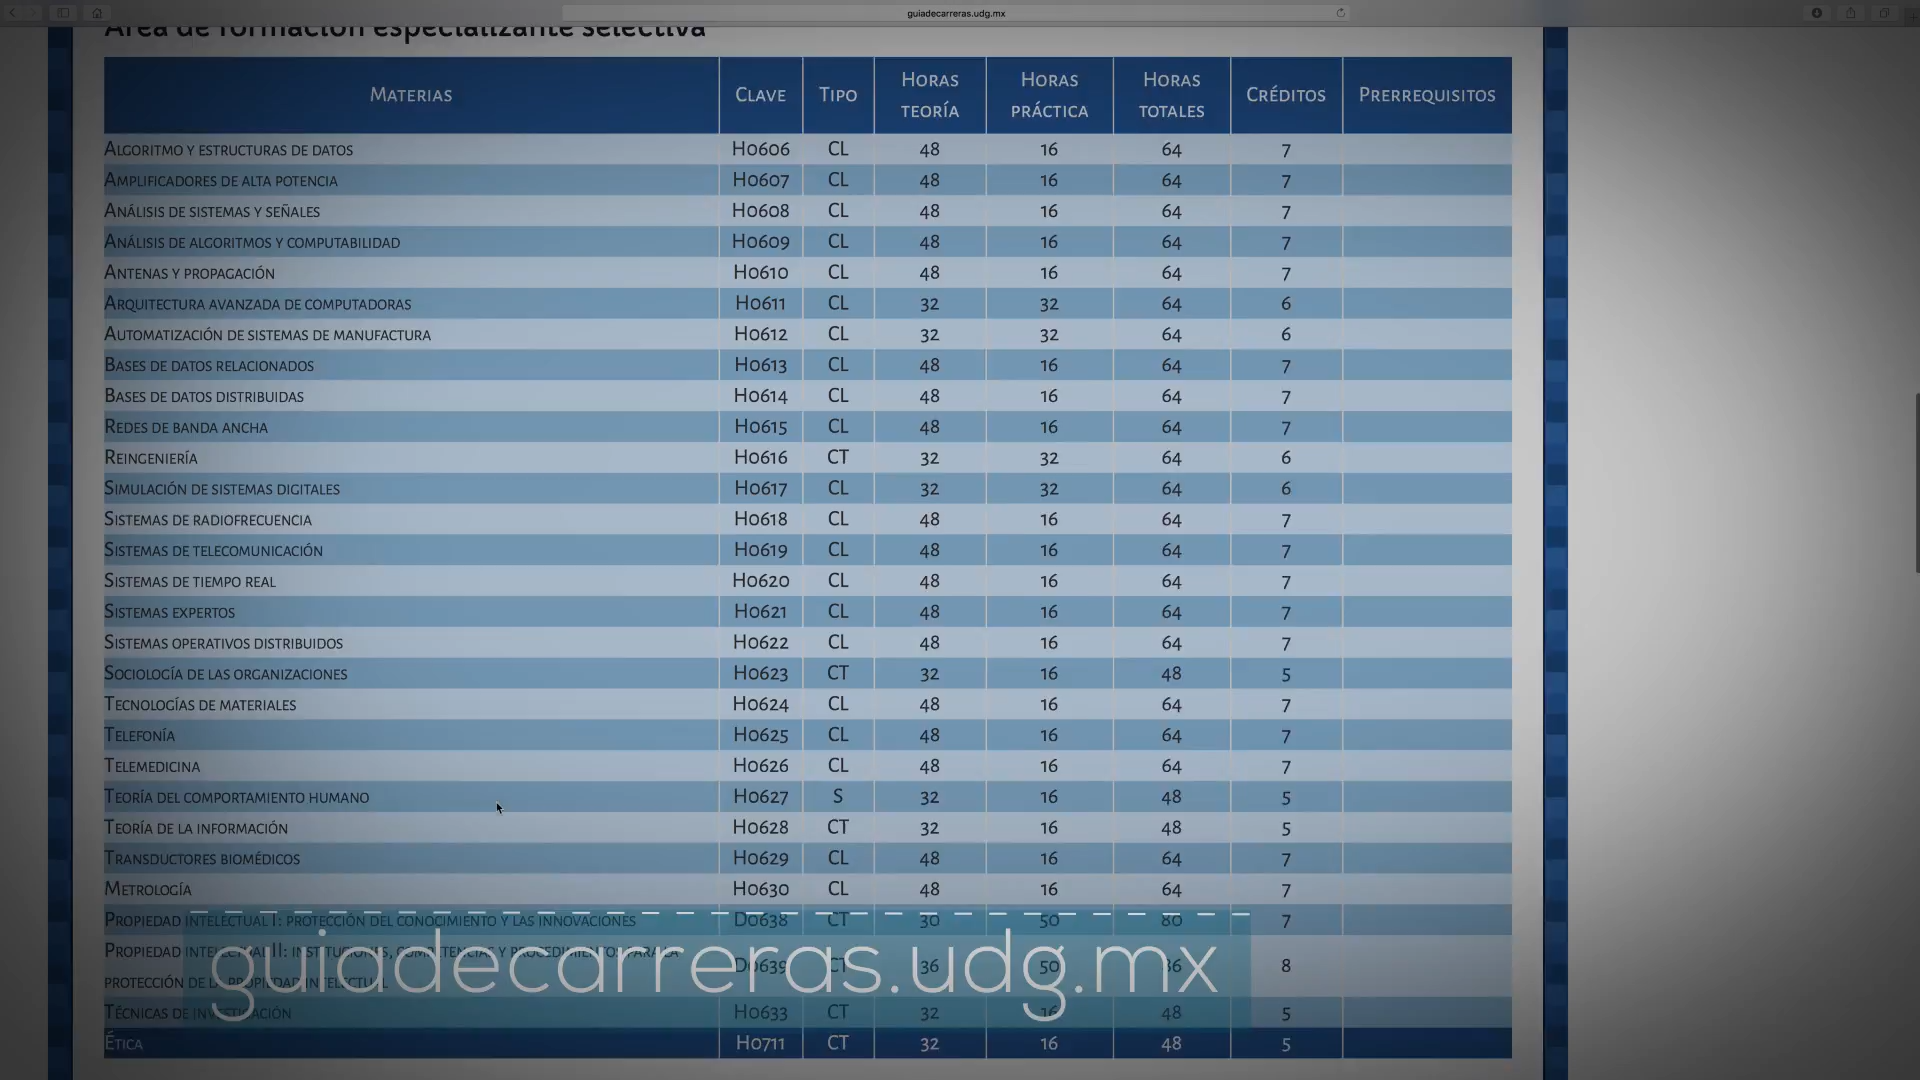 guiadecarreras.udg.mx
Área de formación especializante selectiva
Materias Clave Tipo Horas teoría Horas práctica Horas totales Créditos Prerrequisitos
Algoritmo y estructuras de datos H0606 CL 48 16 64 7
Amplificadores de alta potencia H0607 CL 48 16 64 7
Análisis de sistemas y señales H0608 CL 48 16 64 7
Análisis de algoritmos y computabilidad H0609 CL 48 16 64 7
Antenas y propagación H0610 CL 48 16 64 7
Arquitectura avanzada de computadoras H0611 CL 32 32 64 6
Automatización de sistemas de manufactura H0612 CL 32 32 64 6
Bases de datos relacionados H0613 CL 48 16 64 7
Bases de datos distribuidas H0614 CL 48 16 64 7
Redes de banda ancha H0615 CL 48 16 64 7
Reingeniería H0616 CT 32 32 64 6
Simulación de sistemas digitales H0617 CL 32 32 64 6
Sistemas de radiofrecuencia H0618 CL 48 16 64 7
Sistemas de telecomunicación H0619 CL 48 16 64 7
Sistemas de tiempo real H0620 CL 48 16 64 7
Sistemas expertos H0621 CL 48 16 64 7
Sistemas operativos distribuidos H0622 CL 48 16 64 7
Sociología de las organizaciones H0623 CT 32 16 48 5
Tecnologías de materiales H0624 CL 48 16 64 7
Telefonía H0625 CL 48 16 64 7
Telemedicina H0626 CL 48 16 64 7
Teoría del comportamiento humano H0627 S 32 16 48 5
Teoría de la información H0628 CT 32 16 48 5
Transductores biomédicos H0629 CL 48 16 64 7
Metrología H0630 CL 48 16 64 7
Propiedad intelectual I: protección del conocimiento y las innovaciones D0638 CT 30 50 80 7
Propiedad intelectual II: instituciones, competencias y procedimientos para la
protección de la propiedad intelectual D0639 CT 36 50 86 8
guiadecarreras.udg.mx
Técnicas de investigación H0633 CT 32 16 48 5
Ética H0711 CT 32 16 48 5